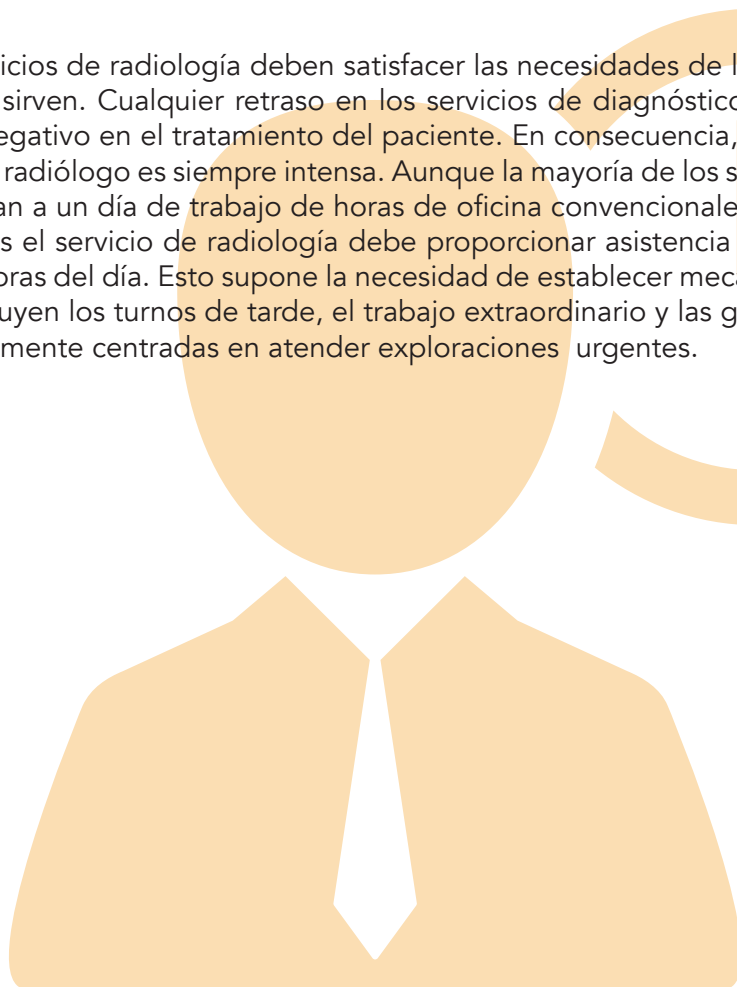 icios de radiología deben satisfacer las necesidades de l
sirven. Cualquier retraso en los servicios de diagnóstico
egativo en el tratamiento del paciente. En consecuencia,
radiólogo es siempre intensa. Aunque la mayoría de los s
an a un día de trabajo de horas de oficina convencionale
s el servicio de radiología debe proporcionar asistencia
oras del día. Esto supone la necesidad de establecer meca
uyen los turnos de tarde, el trabajo extraordinario y las g
mente centradas en atender exploraciones urgentes.